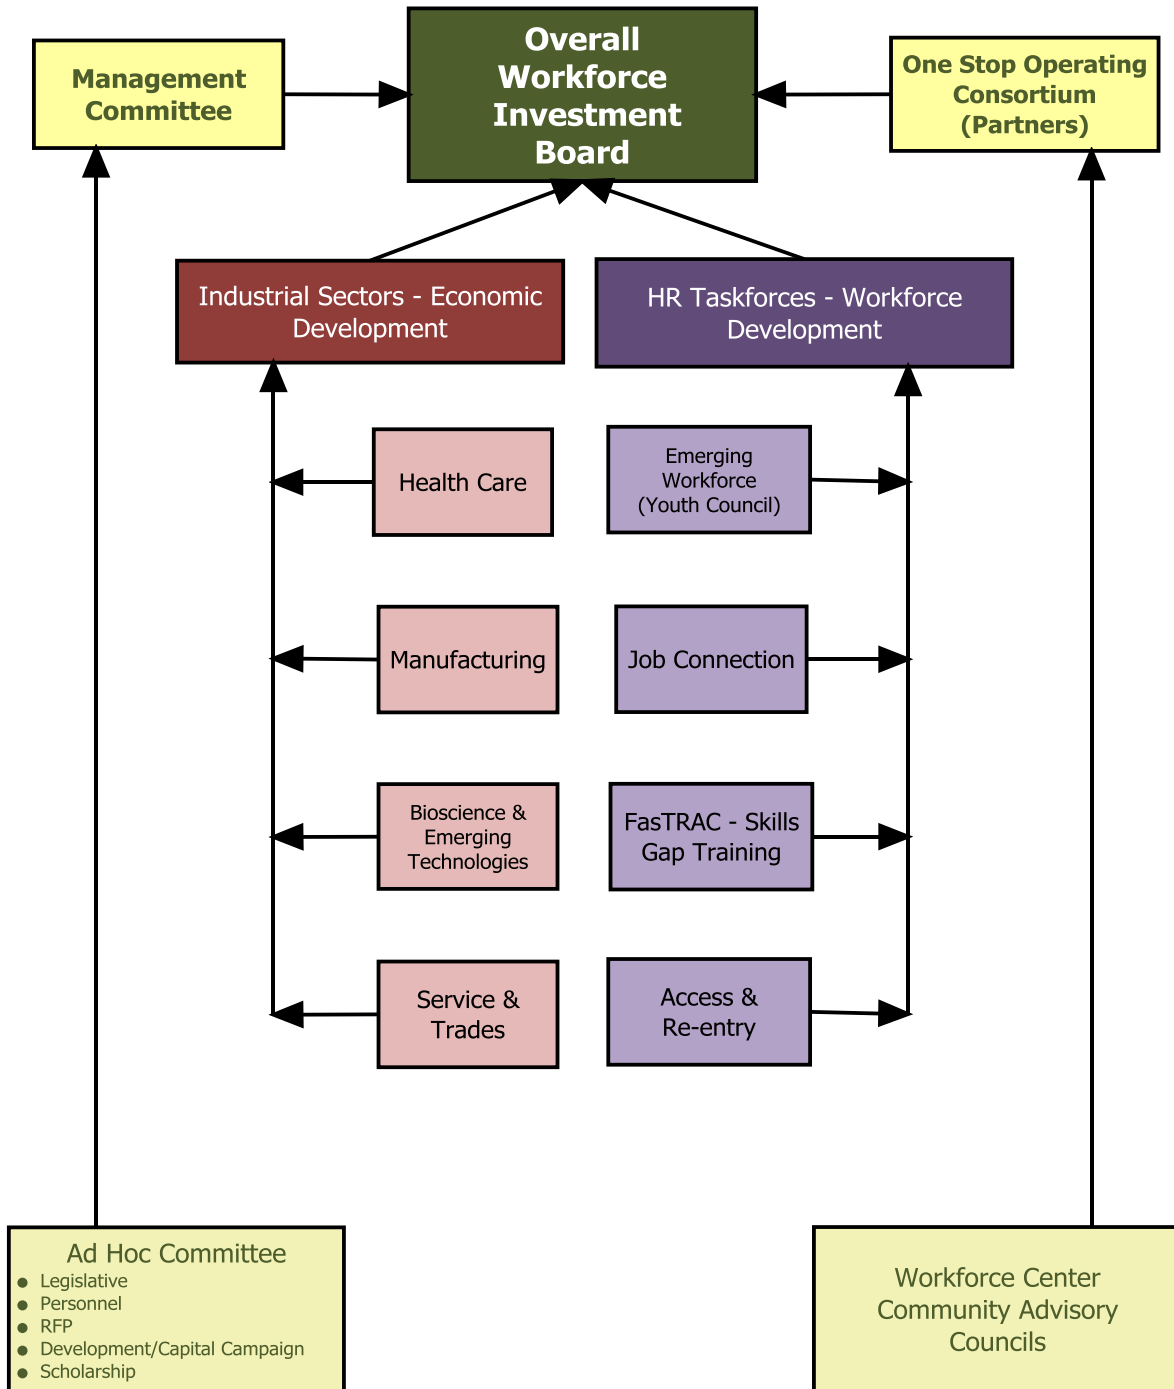 Overall
Workforce
Investment
Board
Management
Committee
One Stop Operating
Consortium
(Partners)
Industrial Sectors - Economic
Development
HR Taskforces - Workforce
Development
Health Care
Emerging
Workforce
(Youth Council)
Manufacturing
Job Connection
Bioscience &
Emerging
Technologies
FasTRAC - Skills
Gap Training
Service &
Trades
Access &
Re-entry
Ad Hoc Committee
● Legislative
● Personnel
● RFP
● Development/Capital Campaign
● Scholarship
Workforce Center
Community Advisory
Councils